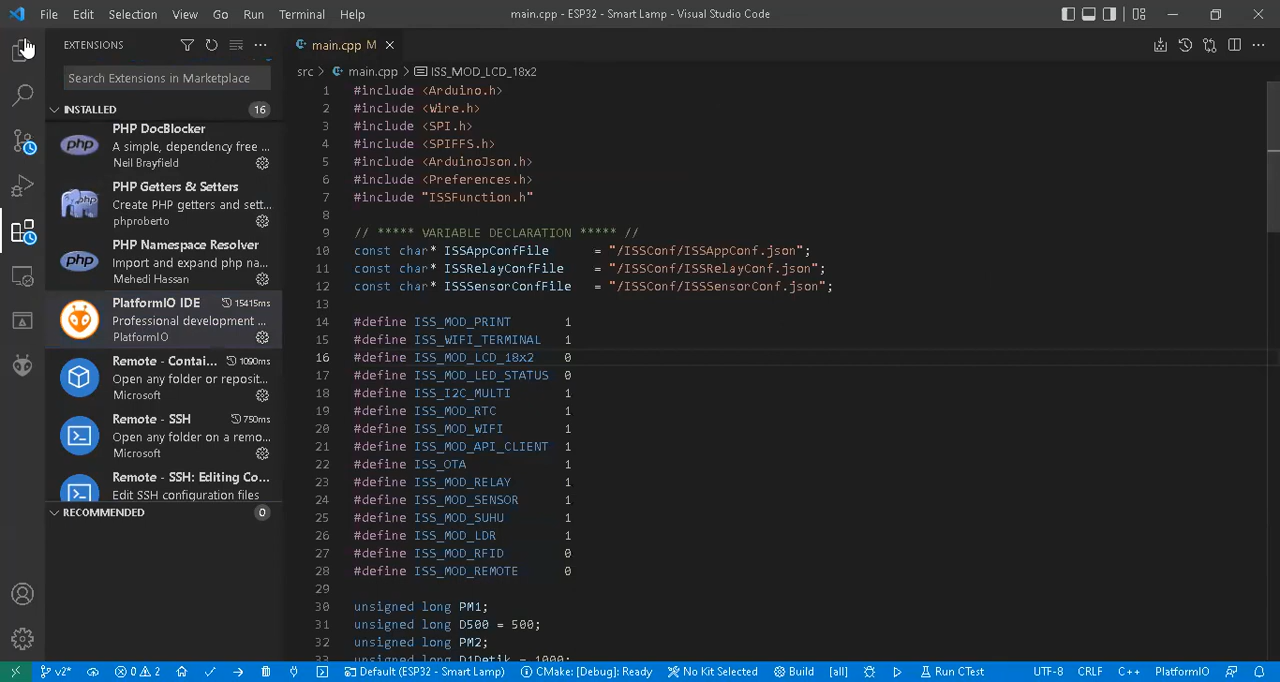 File Edit Selection View Go Run Terminal Help
main.cpp - ESP32 - Smart Lamp - Visual Studio Code
EXTENSIONS
Search Extensions in Marketplace
INSTALLED 16
PHP DocBlocker
A simple, dependency free ...
Neil Brayfield
PHP Getters & Setters
Create PHP getters and sett...
phproberto
PHP Namespace Resolver
Import and expand php na...
Mehedi Hassan
PlatformIO IDE 15415ms
Professional development ...
PlatformIO
Remote - Contai... 1090ms
Open any folder or reposit...
Microsoft
Remote - SSH 750ms
Open any folder on a remo...
Microsoft
Remote - SSH: Editing Co...
Edit SSH configuration files
RECOMMENDED 0
main.cpp M
src > main.cpp > ISS_MOD_LCD_18x2
1 #include <Arduino.h>
2 #include <Wire.h>
3 #include <SPI.h>
4 #include <SPIFFS.h>
5 #include <ArduinoJson.h>
6 #include <Preferences.h>
7 #include "ISSFunction.h"
8
9 // ***** VARIABLE DECLARATION ***** //
10 const char* ISSAppConfFile = "/ISSConf/ISSAppConf.json";
11 const char* ISSRelayConfFile = "/ISSConf/ISSRelayConf.json";
12 const char* ISSSensorConfFile = "/ISSConf/ISSSensorConf.json";
13
14 #define ISS_MOD_PRINT 1
15 #define ISS_WIFI_TERMINAL 1
16 #define ISS_MOD_LCD_18x2 0
17 #define ISS_MOD_LED_STATUS 0
18 #define ISS_I2C_MULTI 1
19 #define ISS_MOD_RTC 1
20 #define ISS_MOD_WIFI 1
21 #define ISS_MOD_API_CLIENT 1
22 #define ISS_OTA 1
23 #define ISS_MOD_RELAY 1
24 #define ISS_MOD_SENSOR 1
25 #define ISS_MOD_SUHU 1
26 #define ISS_MOD_LDR 1
27 #define ISS_MOD_RFID 0
28 #define ISS_MOD_REMOTE 0
29
30 unsigned long PM1;
31 unsigned long D500 = 500;
32 unsigned long PM2;
33 unsigned long D1Detik = 1000;
v2* 0 2 Default (ESP32 - Smart Lamp) CMake: [Debug]: Ready No Kit Selected Build [all] Run CTest UTF-8 CRLF C++ PlatformIO